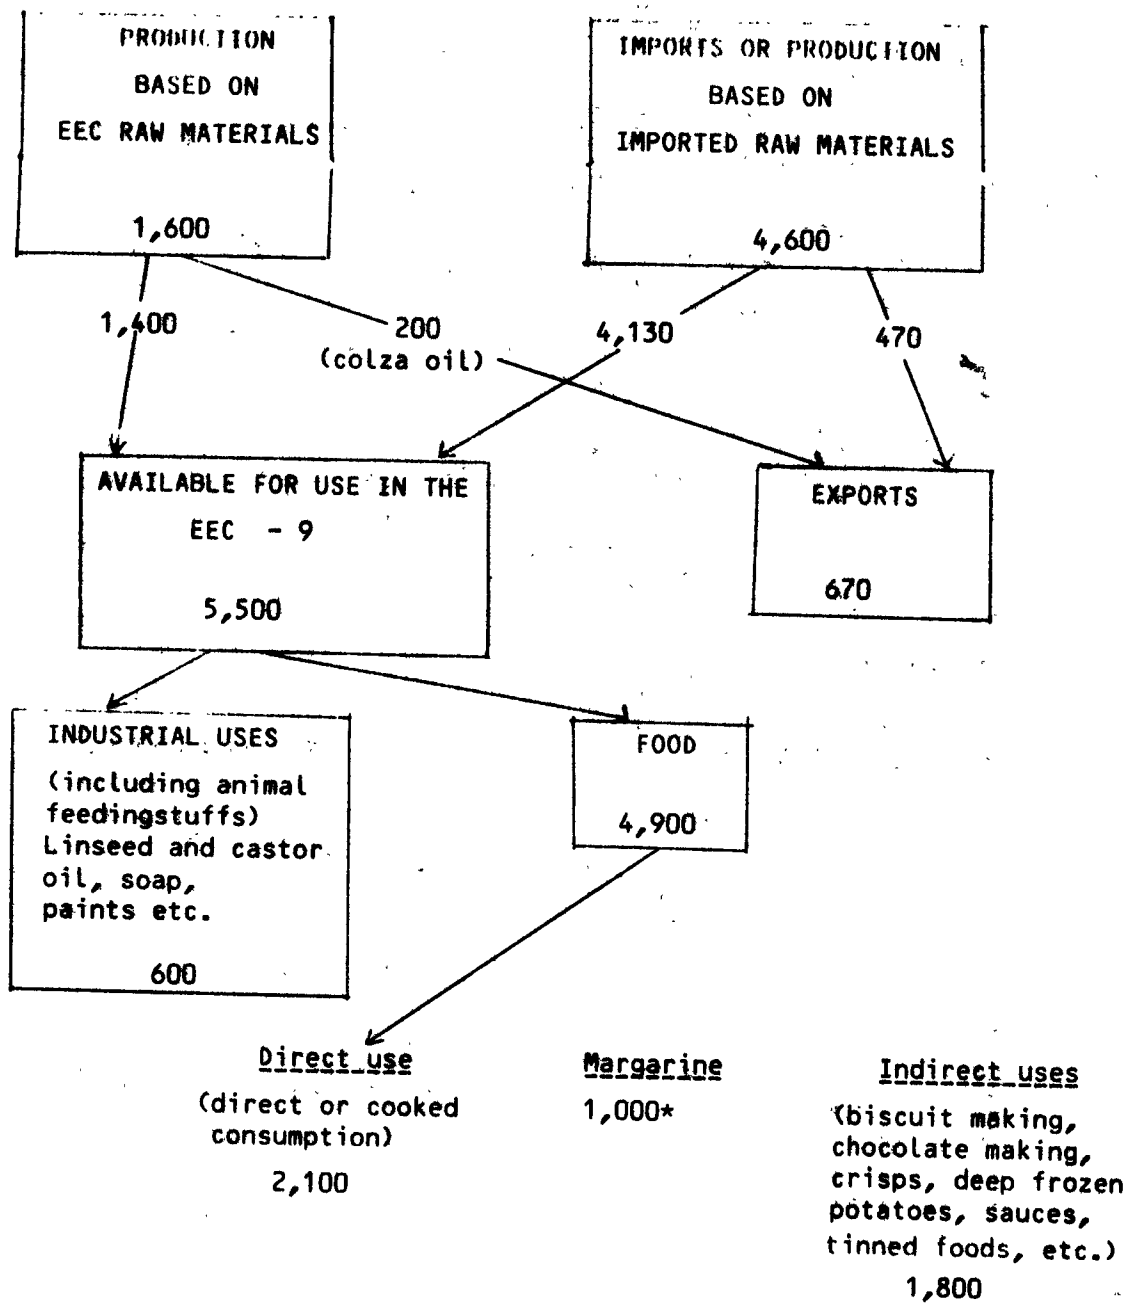 PRODUCTION
BASED ON
EEC RAW MATERIALS
1,600
IMPORTS OR PRODUCTION
BASED ON
IMPORTED RAW MATERIALS
4,600
1,400
200
(colza oil)
4,130
470
AVAILABLE FOR USE IN THE
EEC - 9
5,500
EXPORTS
670
INDUSTRIAL USES
(including animal
feedingstuffs)
Linseed and castor
oil, soap,
paints etc.
600
FOOD
4,900
Direct use
(direct or cooked
consumption)
2,100
Margarine
1,000*
Indirect uses
(biscuit making,
chocolate making,
crisps, deep frozen
potatoes, sauces,
tinned foods, etc.)
1,800